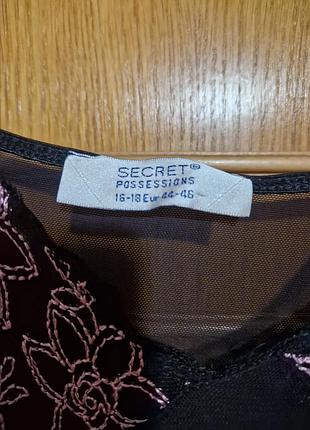 SECRET®
POSSESSIONS
16-18 Eur 44-46